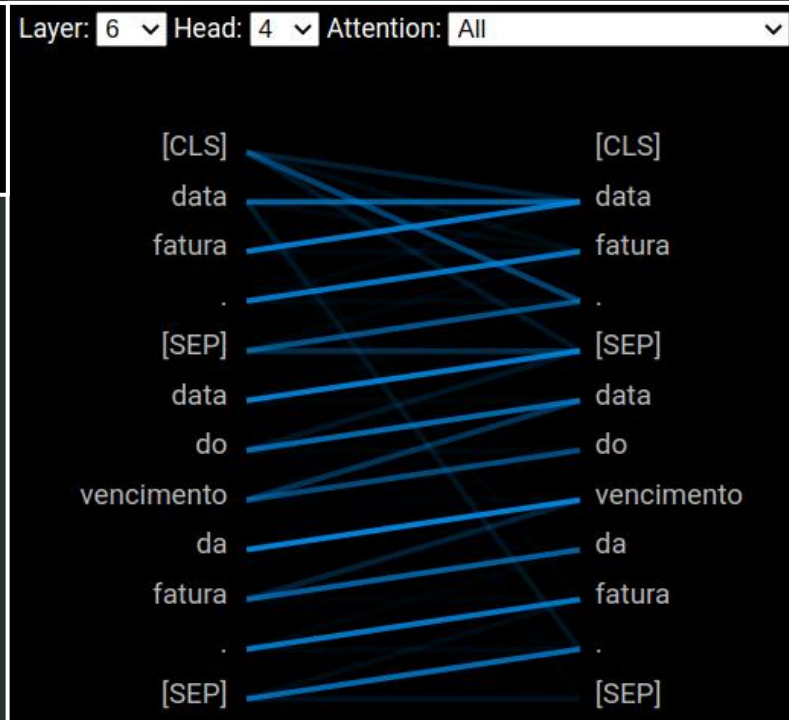 Layer: 6 Head: 4 Attention: All
[CLS] [CLS]
data data
fatura fatura
. .
[SEP] [SEP]
data data
do do
vencimento vencimento
da da
fatura fatura
. .
[SEP] [SEP]